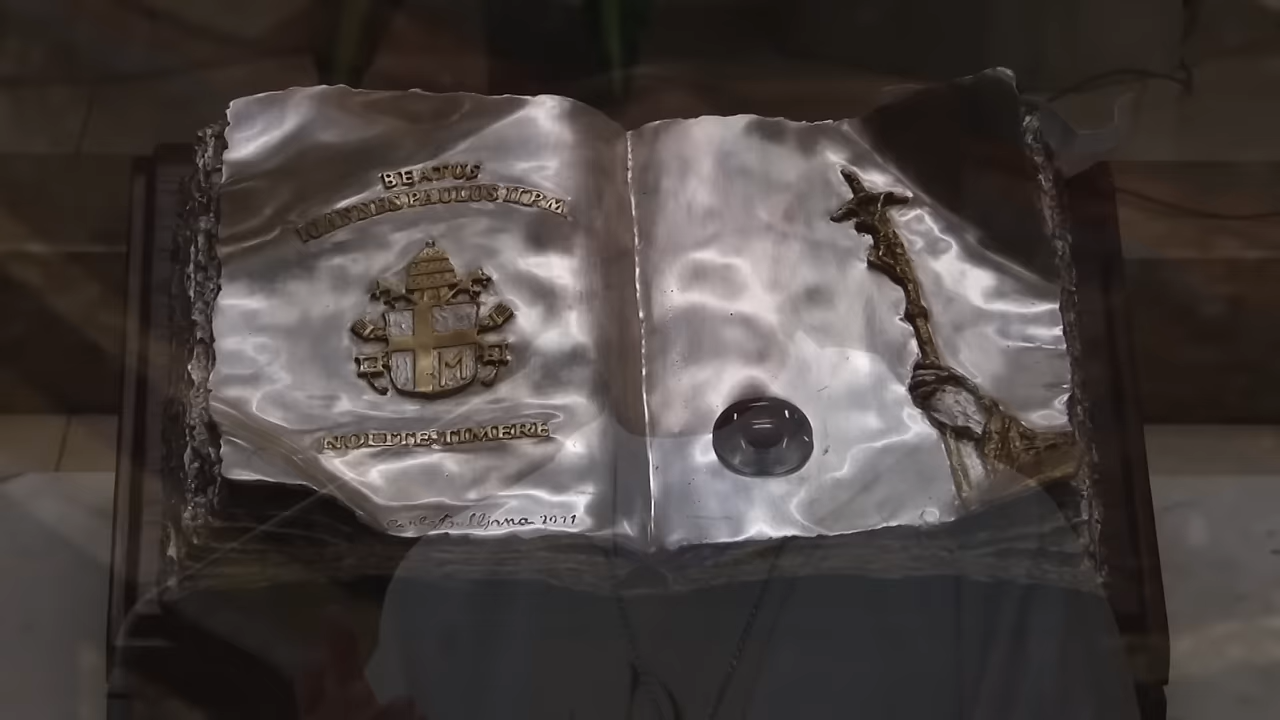 BEATUS
IOANNES PAULUS II P.M.
M
NOLITE TIMERE
2011